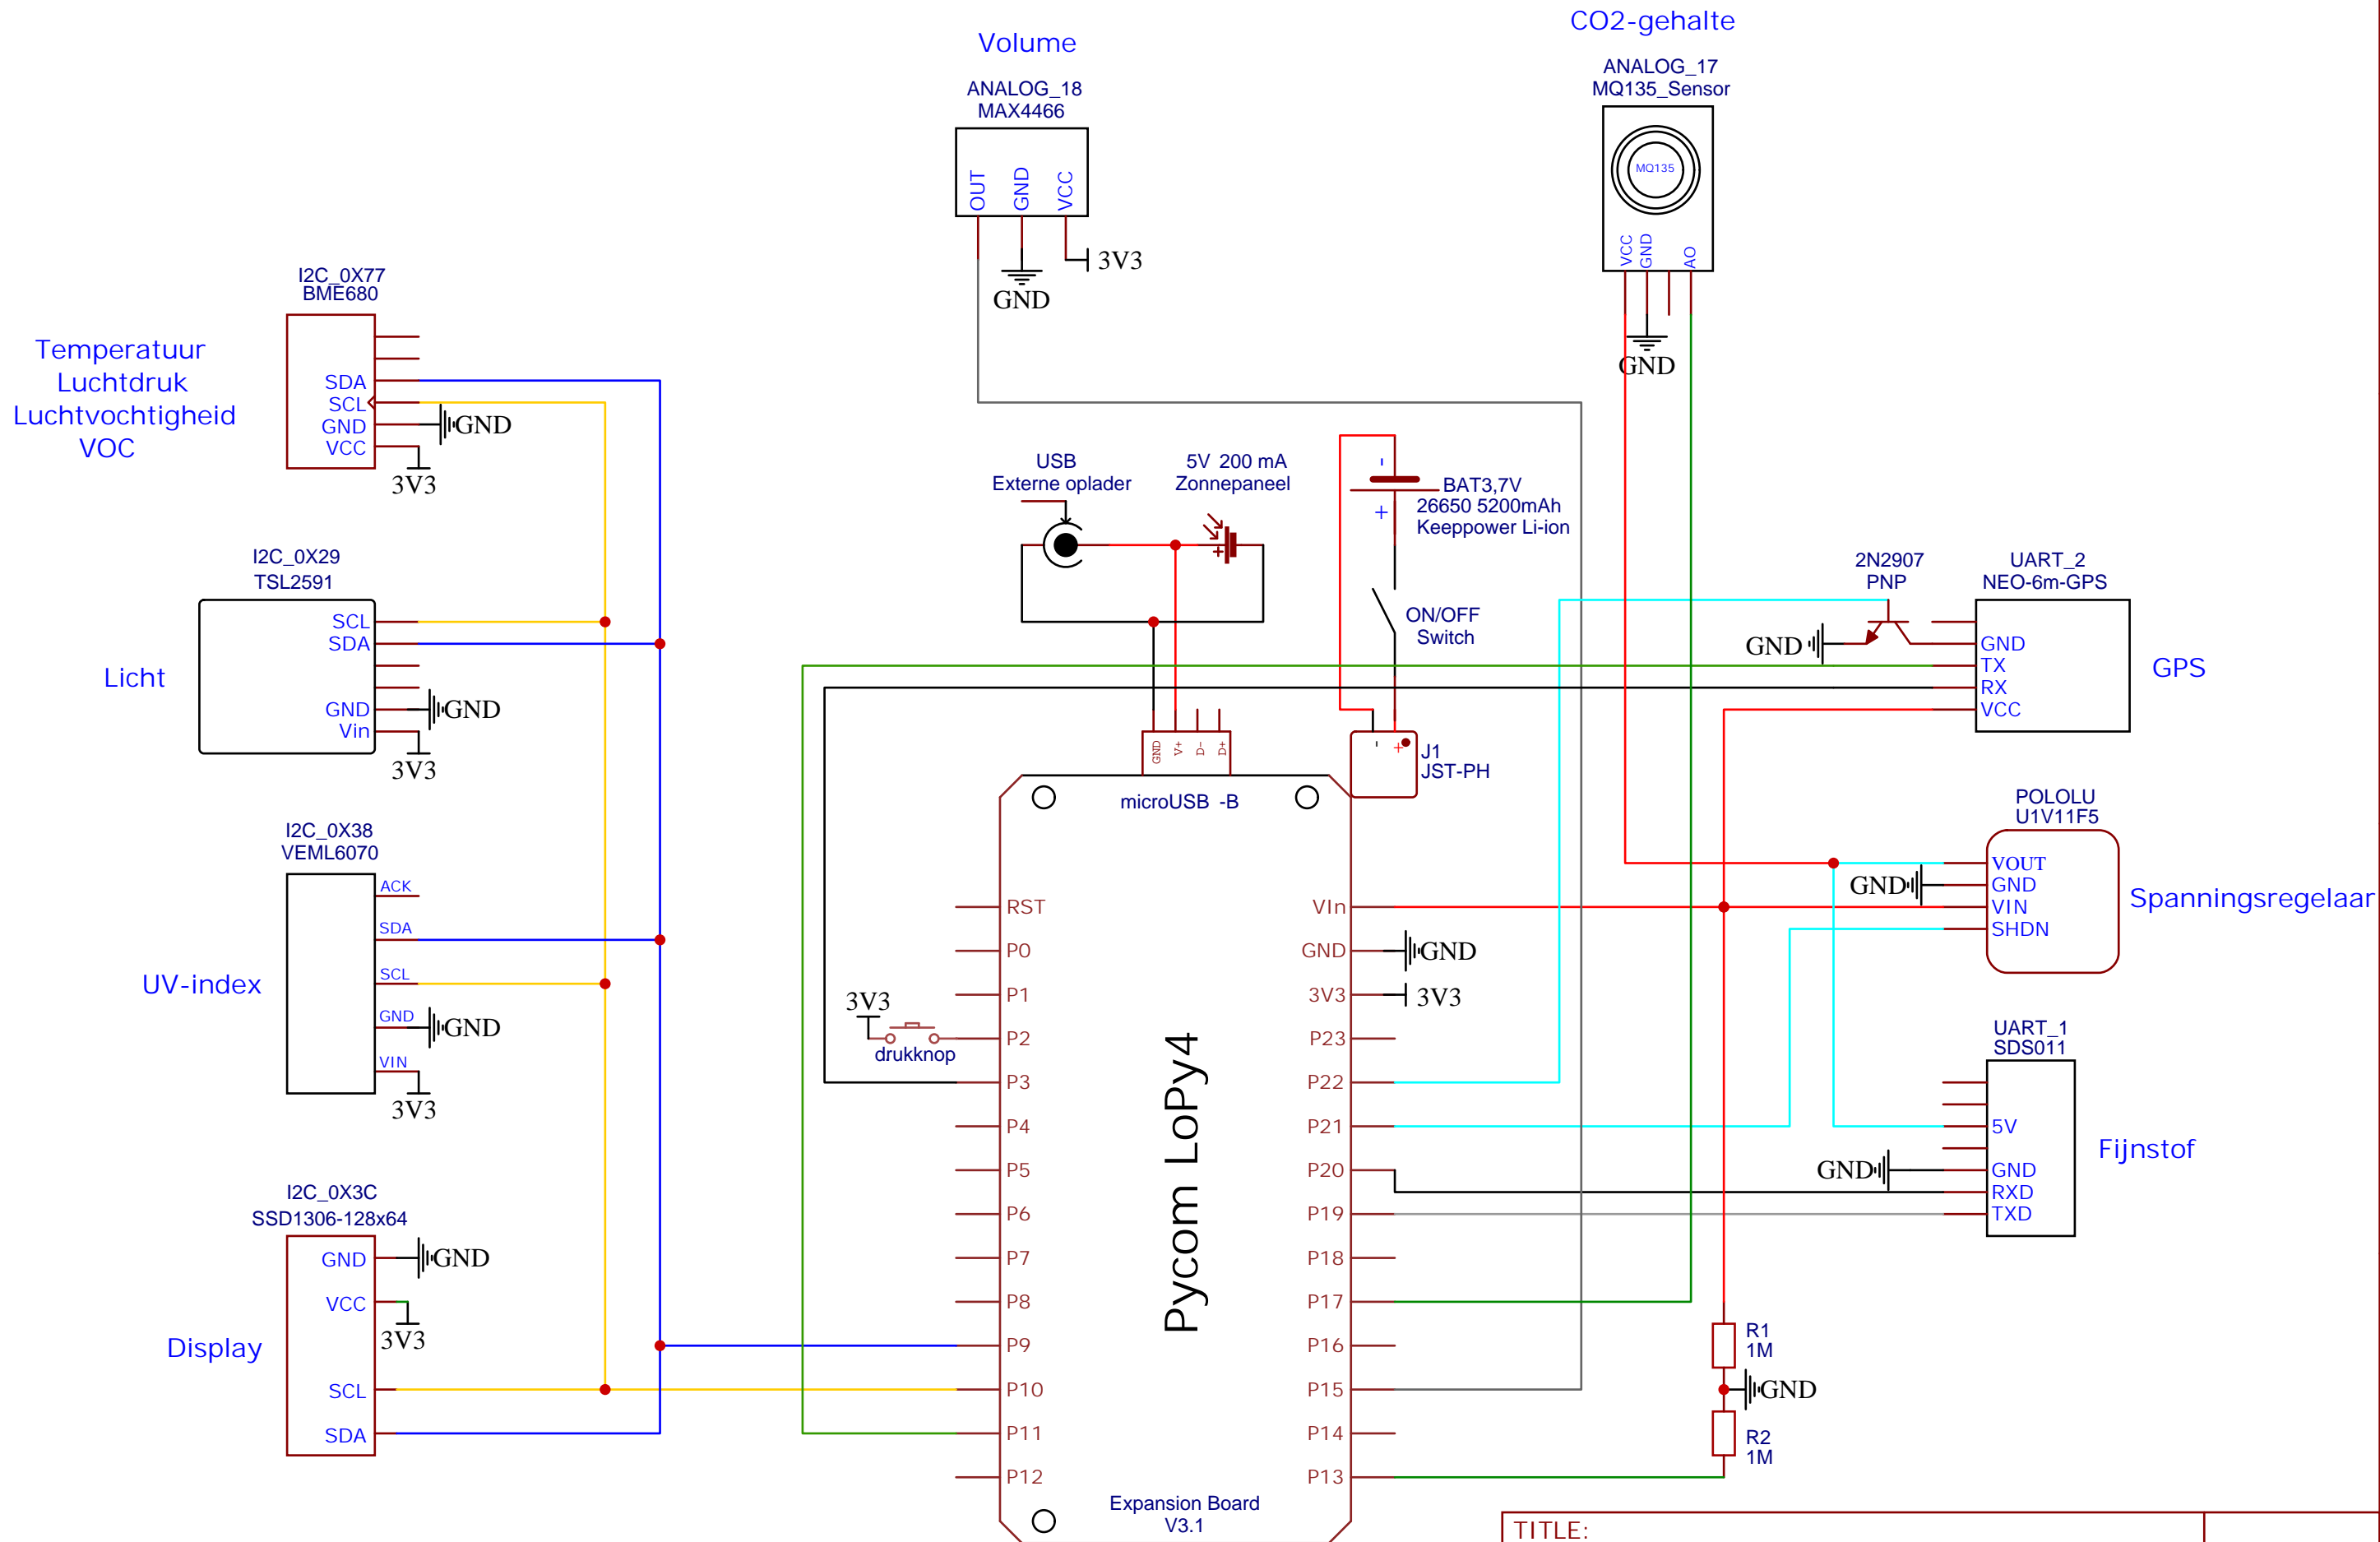 CO2-gehalte
Volume
ANALOG_17
MQ135_Sensor
MQ135
VCC
GND
AO
GND
ANALOG_18
MAX4466
OUT
GND
VCC
3V3
GND
I2C_0X77
BME680
Temperatuur
Luchtdruk
Luchtvochtigheid
VOC
SDA
SCL
GND
VCC
GND
3V3
USB
Externe oplader
5V 200 mA
Zonnepaneel
+
-
+
BAT3,7V
26650 5200mAh
Keeppower Li-ion
ON/OFF
Switch
I2C_0X29
TSL2591
Licht
SCL
SDA
GND
Vin
GND
3V3
2N2907
PNP
GND
UART_2
NEO-6m-GPS
GND
TX
RX
VCC
GPS
GND
V+
D-
D+
- +
J1
JST-PH
microUSB -B
I2C_0X38
VEML6070
UV-index
ACK
SDA
SCL
GND
VIN
GND
3V3
POLOLU
U1V11F5
VOUT
GND
VIN
SHDN
GND
Spanningsregelaar
RST
P0
P1
P2
P3
P4
P5
P6
P7
P8
P9
P10
P11
P12
3V3
drukknop
Pycom LoPy4
VIn
GND
3V3
P23
P22
P21
P20
P19
P18
P17
P16
P15
P14
P13
GND
3V3
UART_1
SDS011
5V
GND
RXD
TXD
GND
Fijnstof
I2C_0X3C
SSD1306-128x64
Display
GND
VCC
SCL
SDA
GND
3V3
R1
1M
GND
R2
1M
Expansion Board
V3.1
TITLE: